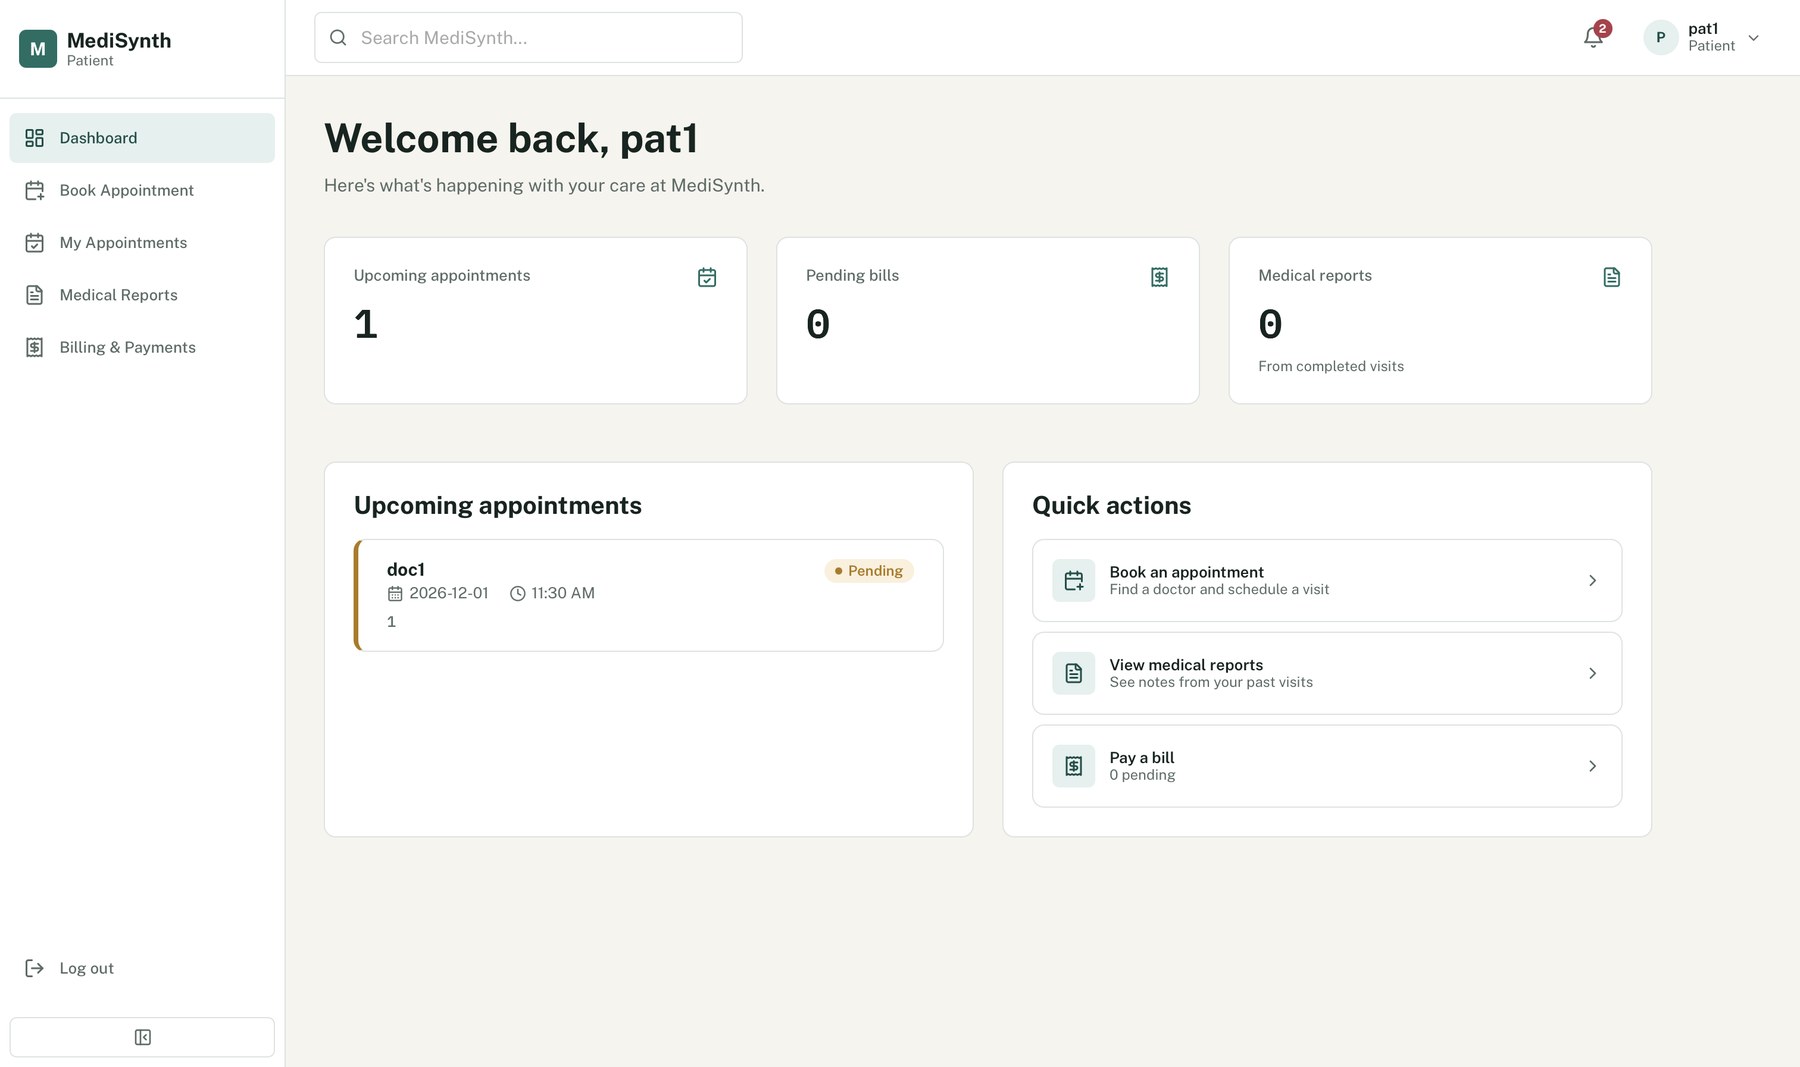 M
MediSynth
Patient
Dashboard
Book Appointment
My Appointments
Medical Reports
Billing & Payments
Log out
Search MediSynth...
2
P
pat1
Patient
Welcome back, pat1
Here's what's happening with your care at MediSynth.
Upcoming appointments
1
Pending bills
0
Medical reports
0
From completed visits
Upcoming appointments
doc1
Pending
2026-12-01 11:30 AM
1
Quick actions
Book an appointment
Find a doctor and schedule a visit
View medical reports
See notes from your past visits
Pay a bill
0 pending